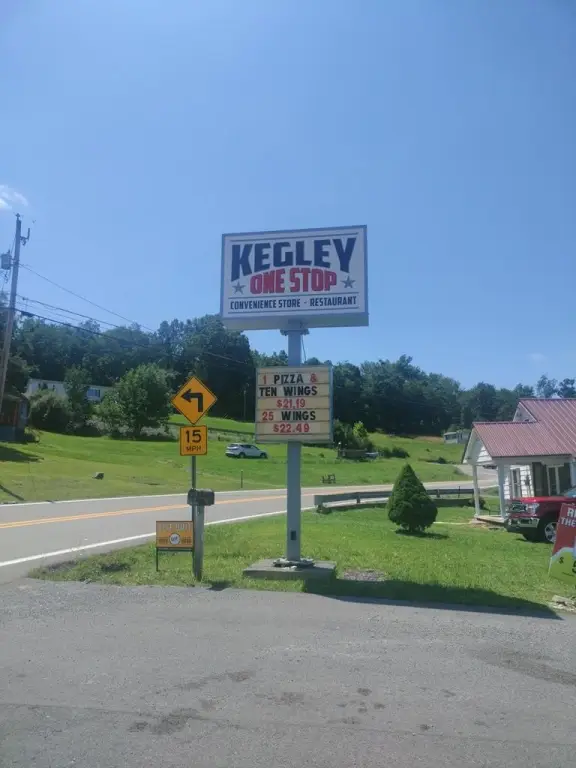 KEGLEY
ONE STOP
CONVENIENCE STORE - RESTAURANT
1 PIZZA &
TEN WINGS
$21.19
25 WINGS
$22.49
15
MPH